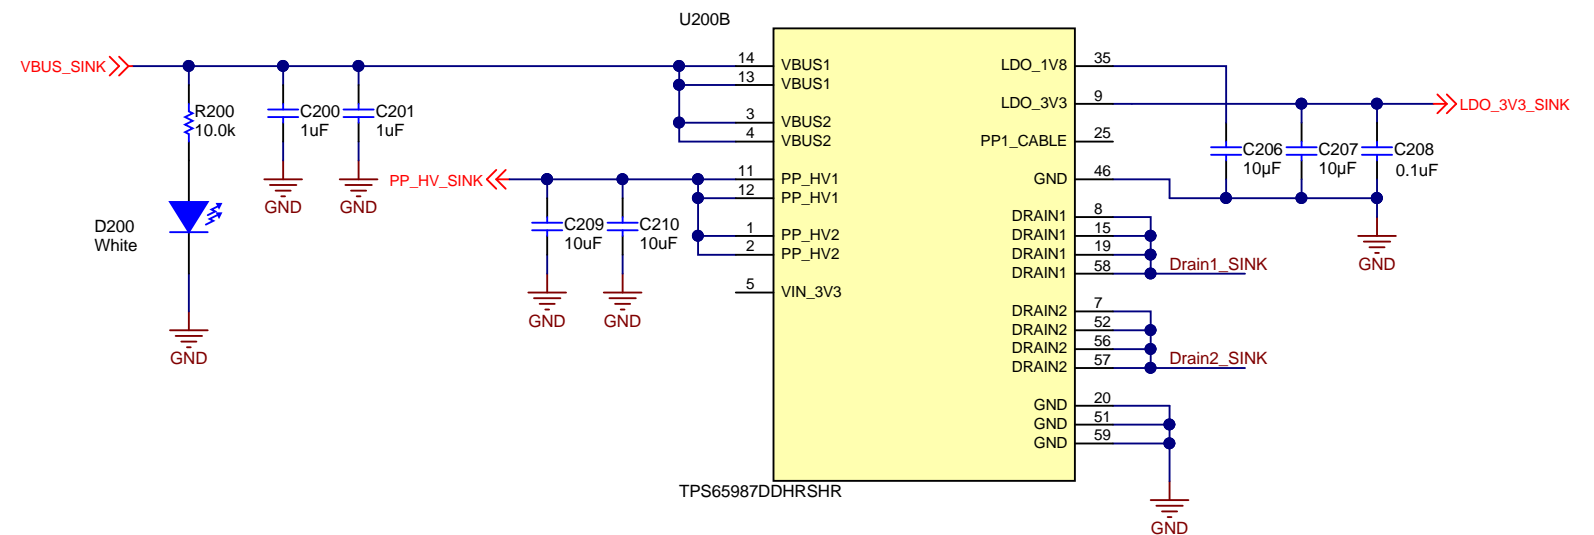 U200B
VBUS_SINK
R200
10.0k
C200
1uF
C201
1uF
GND
GND
D200
White
GND
PP_HV_SINK
C209
10uF
C210
10uF
GND
GND
14 VBUS1
13 VBUS1
3 VBUS2
4 VBUS2
11 PP_HV1
12 PP_HV1
1 PP_HV2
2 PP_HV2
5 VIN_3V3
LDO_1V8 35
LDO_3V3 9
PP1_CABLE 25
GND 46
DRAIN1 8
DRAIN1 15
DRAIN1 19
DRAIN1 58
DRAIN2 7
DRAIN2 52
DRAIN2 56
DRAIN2 57
GND 20
GND 51
GND 59
LDO_3V3_SINK
C206
10µF
C207
10µF
C208
0.1uF
GND
Drain1_SINK
Drain2_SINK
GND
TPS65987DDHRSHR